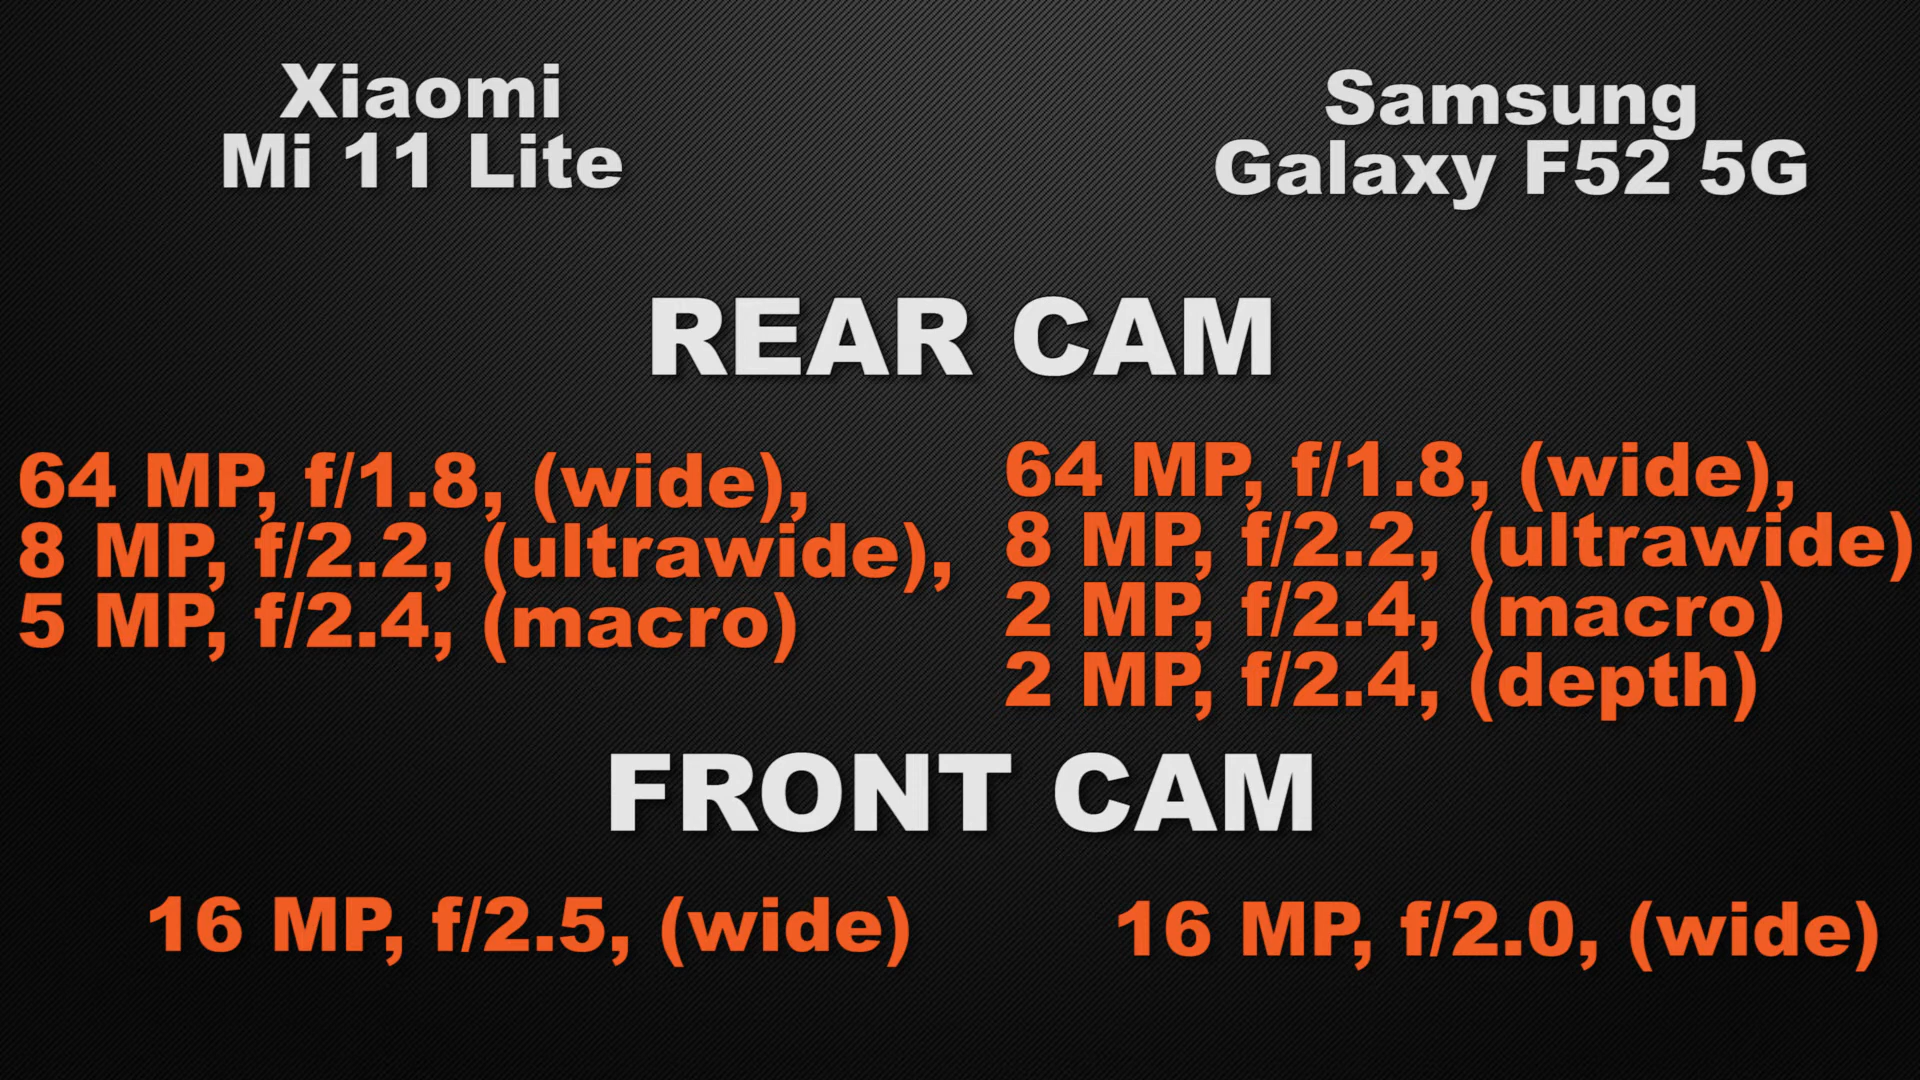 Xiaomi
Mi 11 Lite
Samsung
Galaxy F52 5G
REAR CAM
64 MP, f/1.8, (wide),
8 MP, f/2.2, (ultrawide),
5 MP, f/2.4, (macro)
64 MP, f/1.8, (wide),
8 MP, f/2.2, (ultrawide)
2 MP, f/2.4, (macro)
2 MP, f/2.4, (depth)
FRONT CAM
16 MP, f/2.5, (wide)
16 MP, f/2.0, (wide)